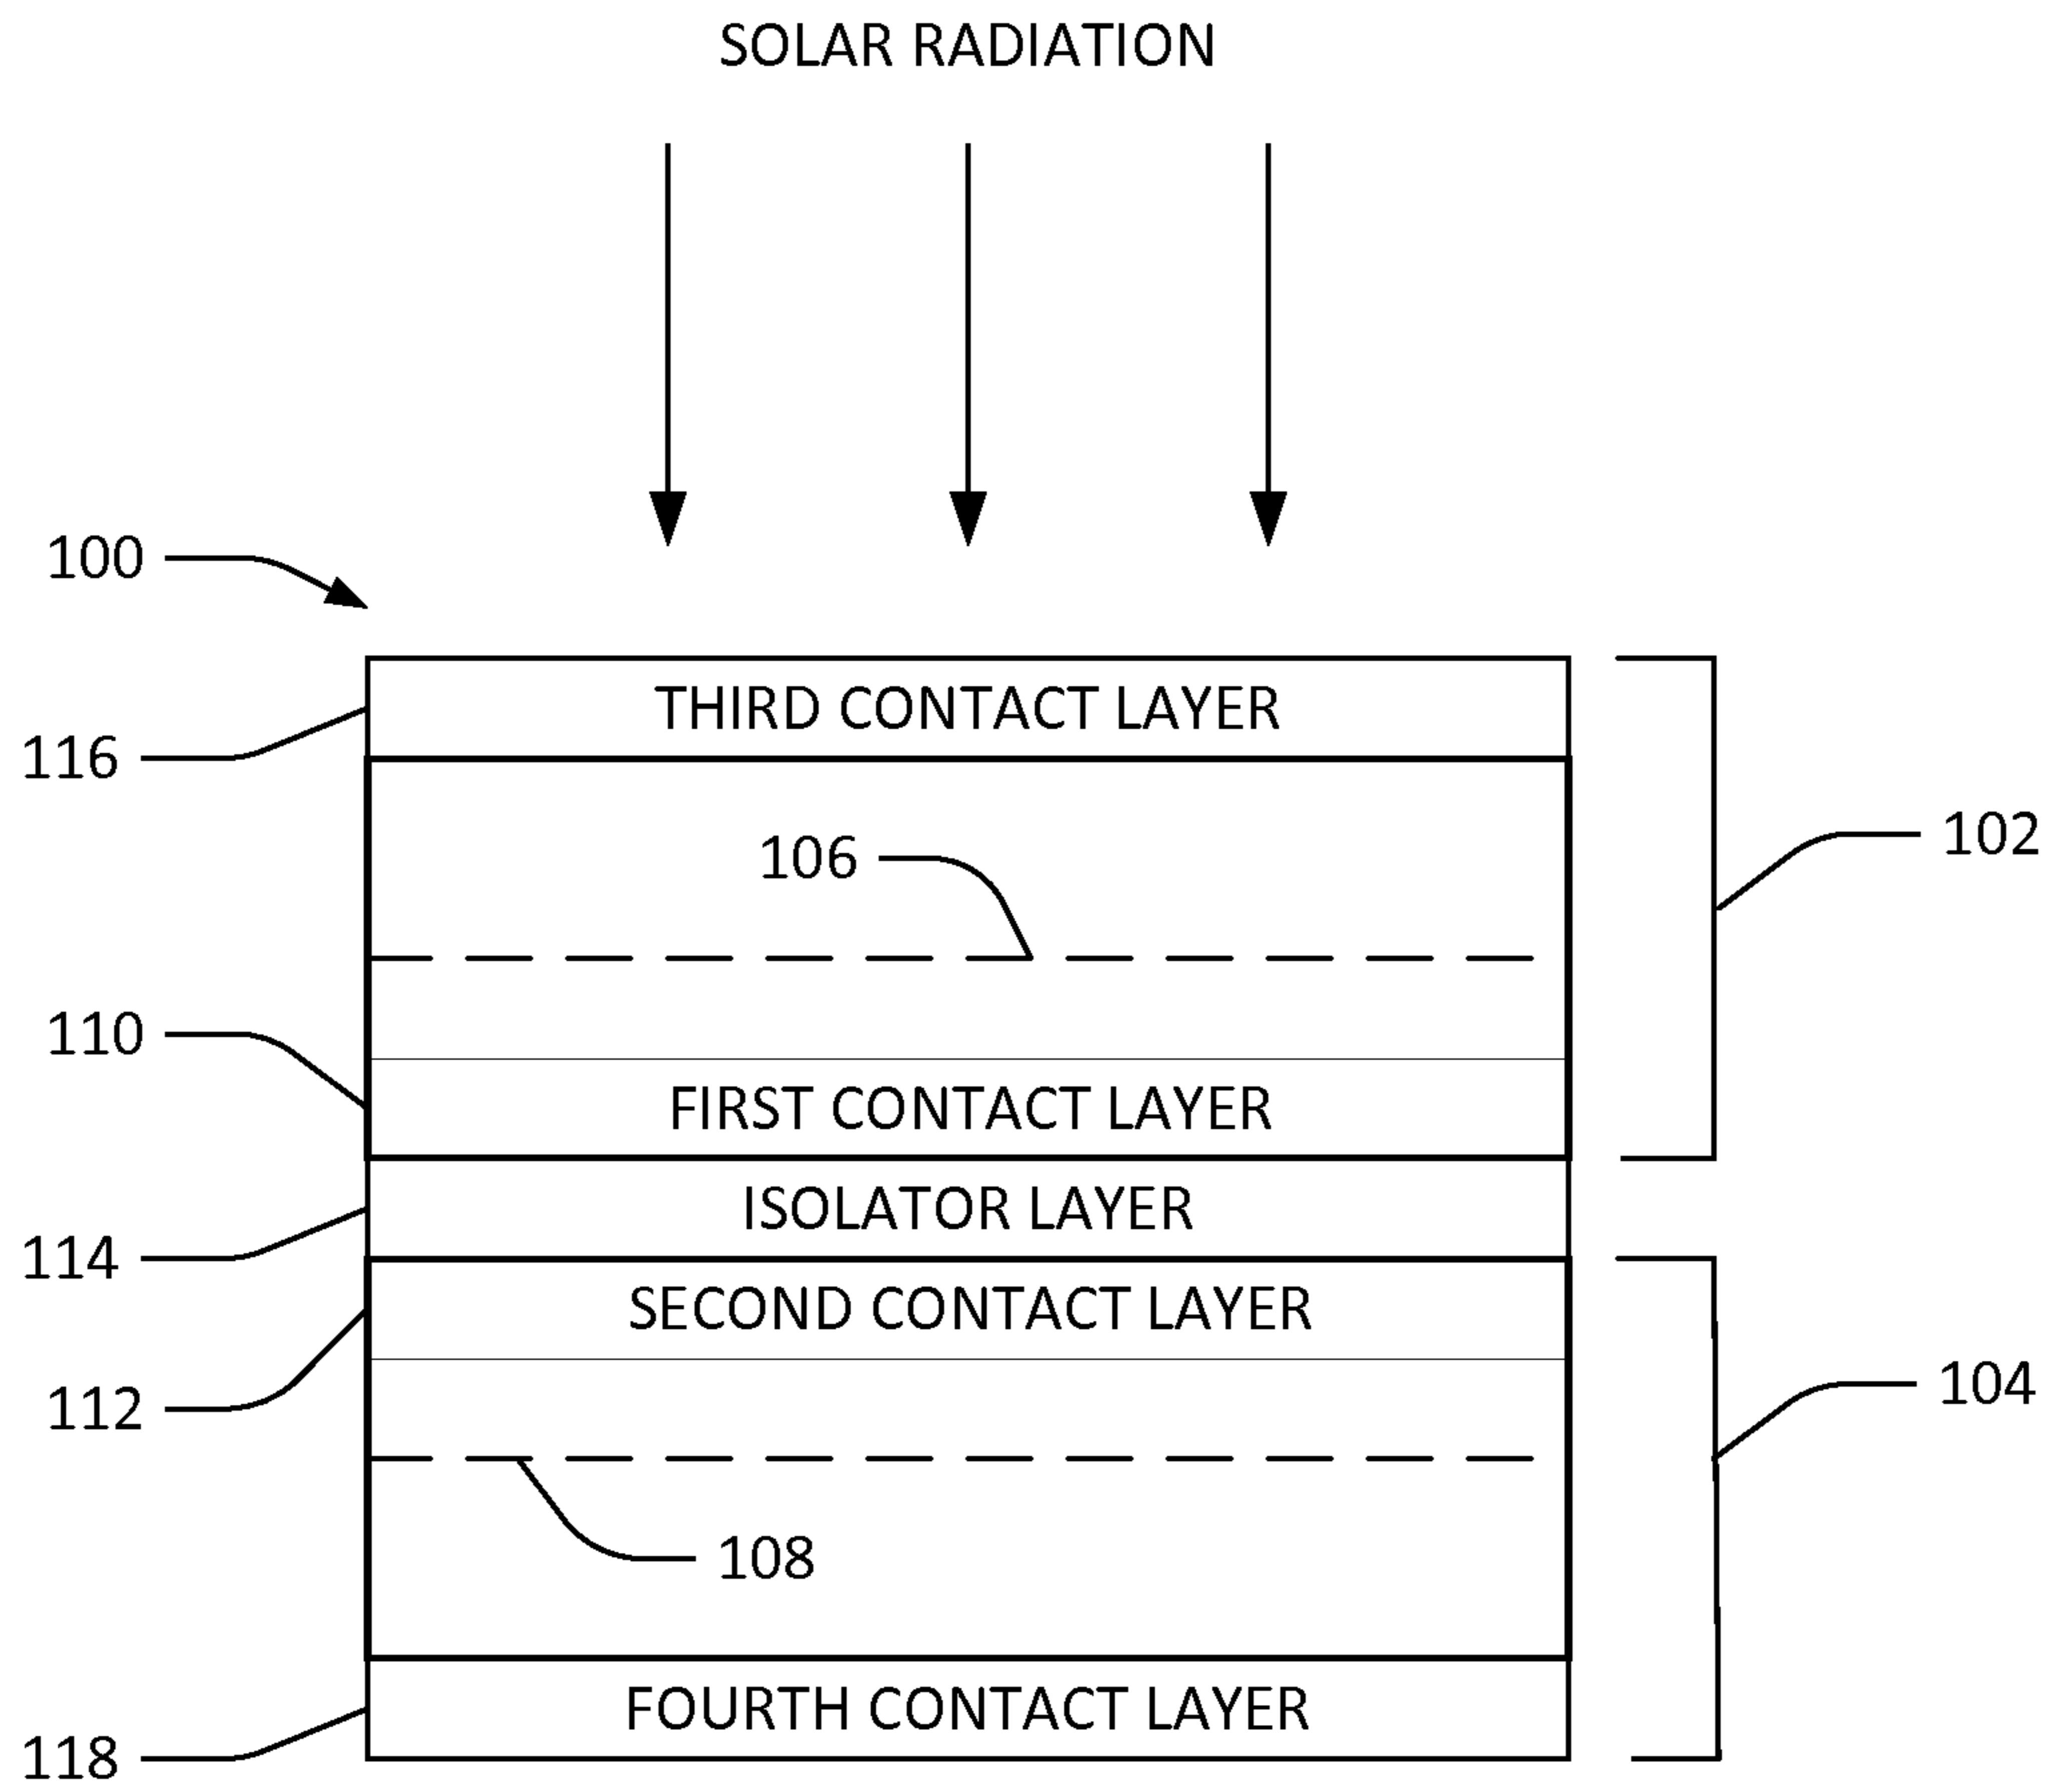 SOLAR RADIATION
100
THIRD CONTACT LAYER
116
102
106
110
FIRST CONTACT LAYER
ISOLATOR LAYER
114
SECOND CONTACT LAYER
112
104
108
FOURTH CONTACT LAYER
118